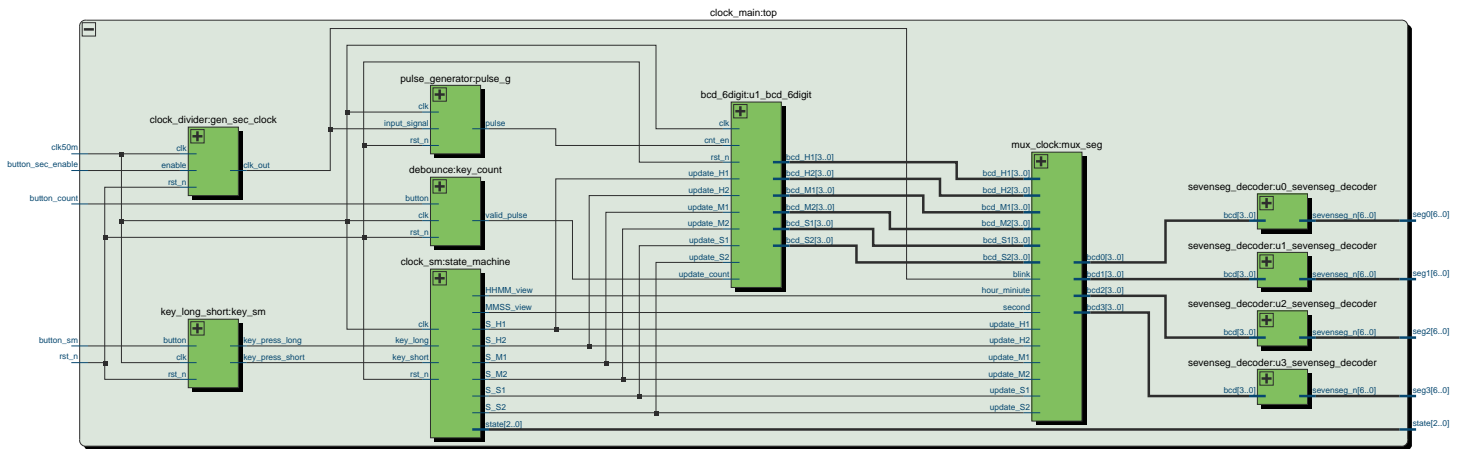 clock_main:top
clk50m
button_sec_enable
button_count
button_sm
rst_n
clock_divider:gen_sec_clock
clk
enable
rst_n
clk_out
key_long_short:key_sm
button
clk
rst_n
key_press_long
key_press_short
pulse_generator:pulse_g
clk
input_signal
rst_n
pulse
debounce:key_count
button
clk
rst_n
valid_pulse
clock_sm:state_machine
clk
key_long
key_short
rst_n
HHMM_view
MMSS_view
S_H1
S_H2
S_M1
S_M2
S_S1
S_S2
state[2..0]
bcd_6digit:u1_bcd_6digit
clk
cnt_en
rst_n
update_H1
update_H2
update_M1
update_M2
update_S1
update_S2
update_count
bcd_H1[3..0]
bcd_H2[3..0]
bcd_M1[3..0]
bcd_M2[3..0]
bcd_S1[3..0]
bcd_S2[3..0]
mux_clock:mux_seg
bcd_H1[3..0]
bcd_H2[3..0]
bcd_M1[3..0]
bcd_M2[3..0]
bcd_S1[3..0]
bcd_S2[3..0]
blink
hour_miniute
second
update_H1
update_H2
update_M1
update_M2
update_S1
update_S2
bcd0[3..0]
bcd1[3..0]
bcd2[3..0]
bcd3[3..0]
sevenseg_decoder:u0_sevenseg_decoder
bcd[3..0]
sevenseg_n[6..0]
sevenseg_decoder:u1_sevenseg_decoder
bcd[3..0]
sevenseg_n[6..0]
sevenseg_decoder:u2_sevenseg_decoder
bcd[3..0]
sevenseg_n[6..0]
sevenseg_decoder:u3_sevenseg_decoder
bcd[3..0]
sevenseg_n[6..0]
seg0[6..0]
seg1[6..0]
seg2[6..0]
seg3[6..0]
state[2..0]